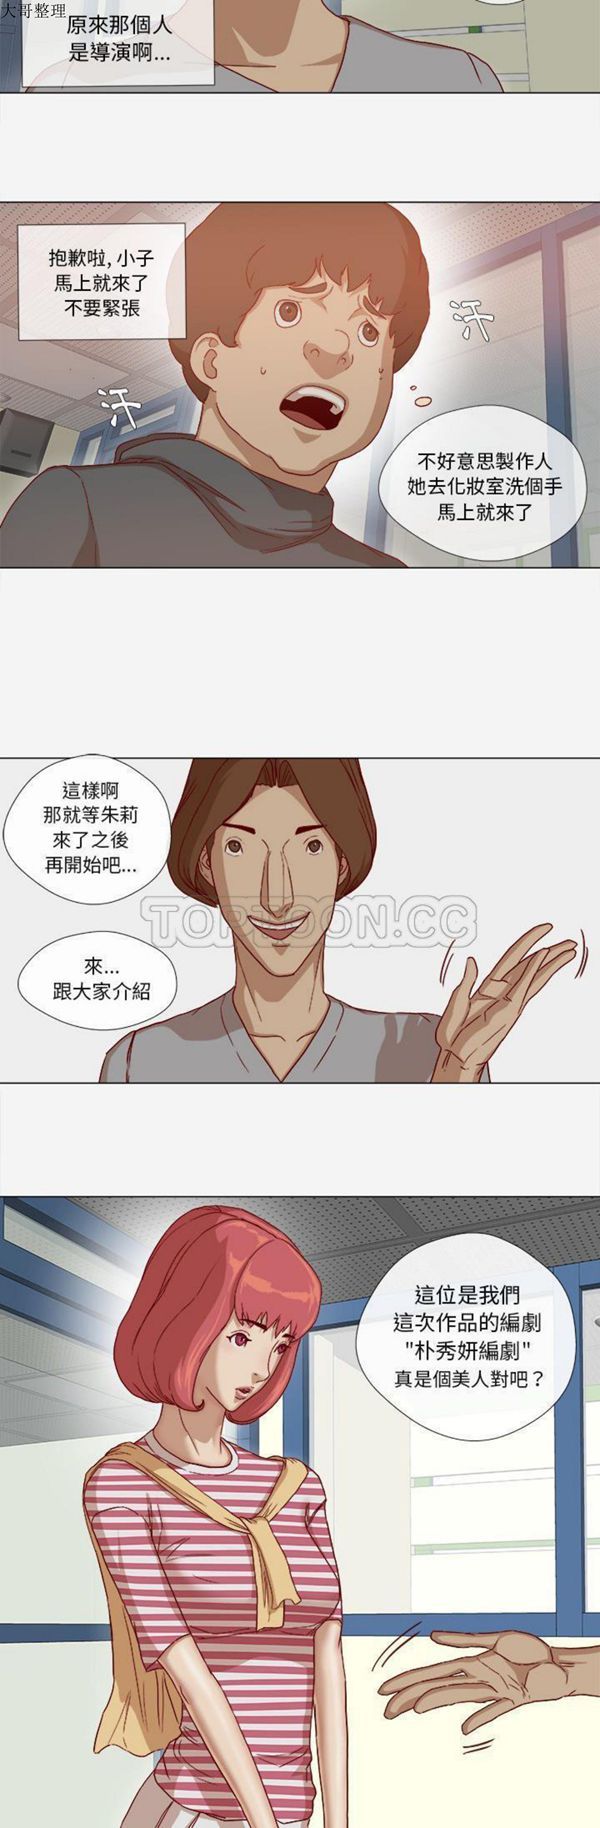 大哥整理
原來那個人
是導演啊...
抱歉啦, 小子
馬上就來了
不要緊張
汗
汗
不好意思製作人
她去化妝室洗個手
馬上就來了
這樣啊
那就等朱莉
來了之後
再開始吧...
TOPTOON.CC
來...
跟大家介紹
這位是我們
這次作品的編劇
"朴秀妍編劇"
真是個美人對吧？